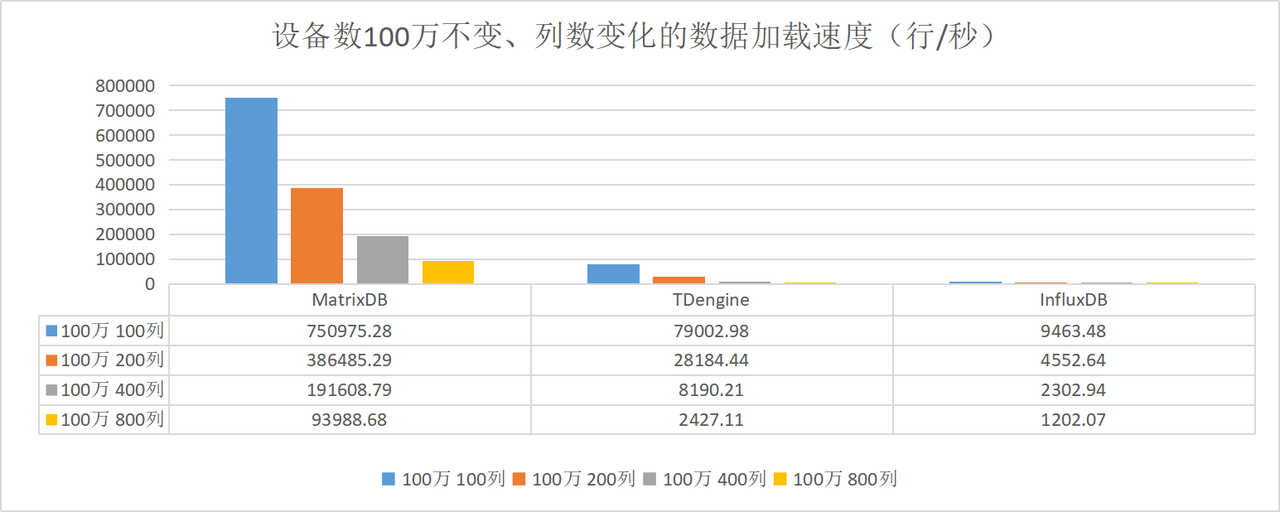 设备数100万不变、列数变化的数据加载速度（行/秒）
800000
700000
600000
500000
400000
300000
200000
100000
0
MatrixDB TDengine InfluxDB
100万 100列 750975.28 79002.98 9463.48
100万 200列 386485.29 28184.44 4552.64
100万 400列 191608.79 8190.21 2302.94
100万 800列 93988.68 2427.11 1202.07
100万 100列 100万 200列 100万 400列 100万 800列